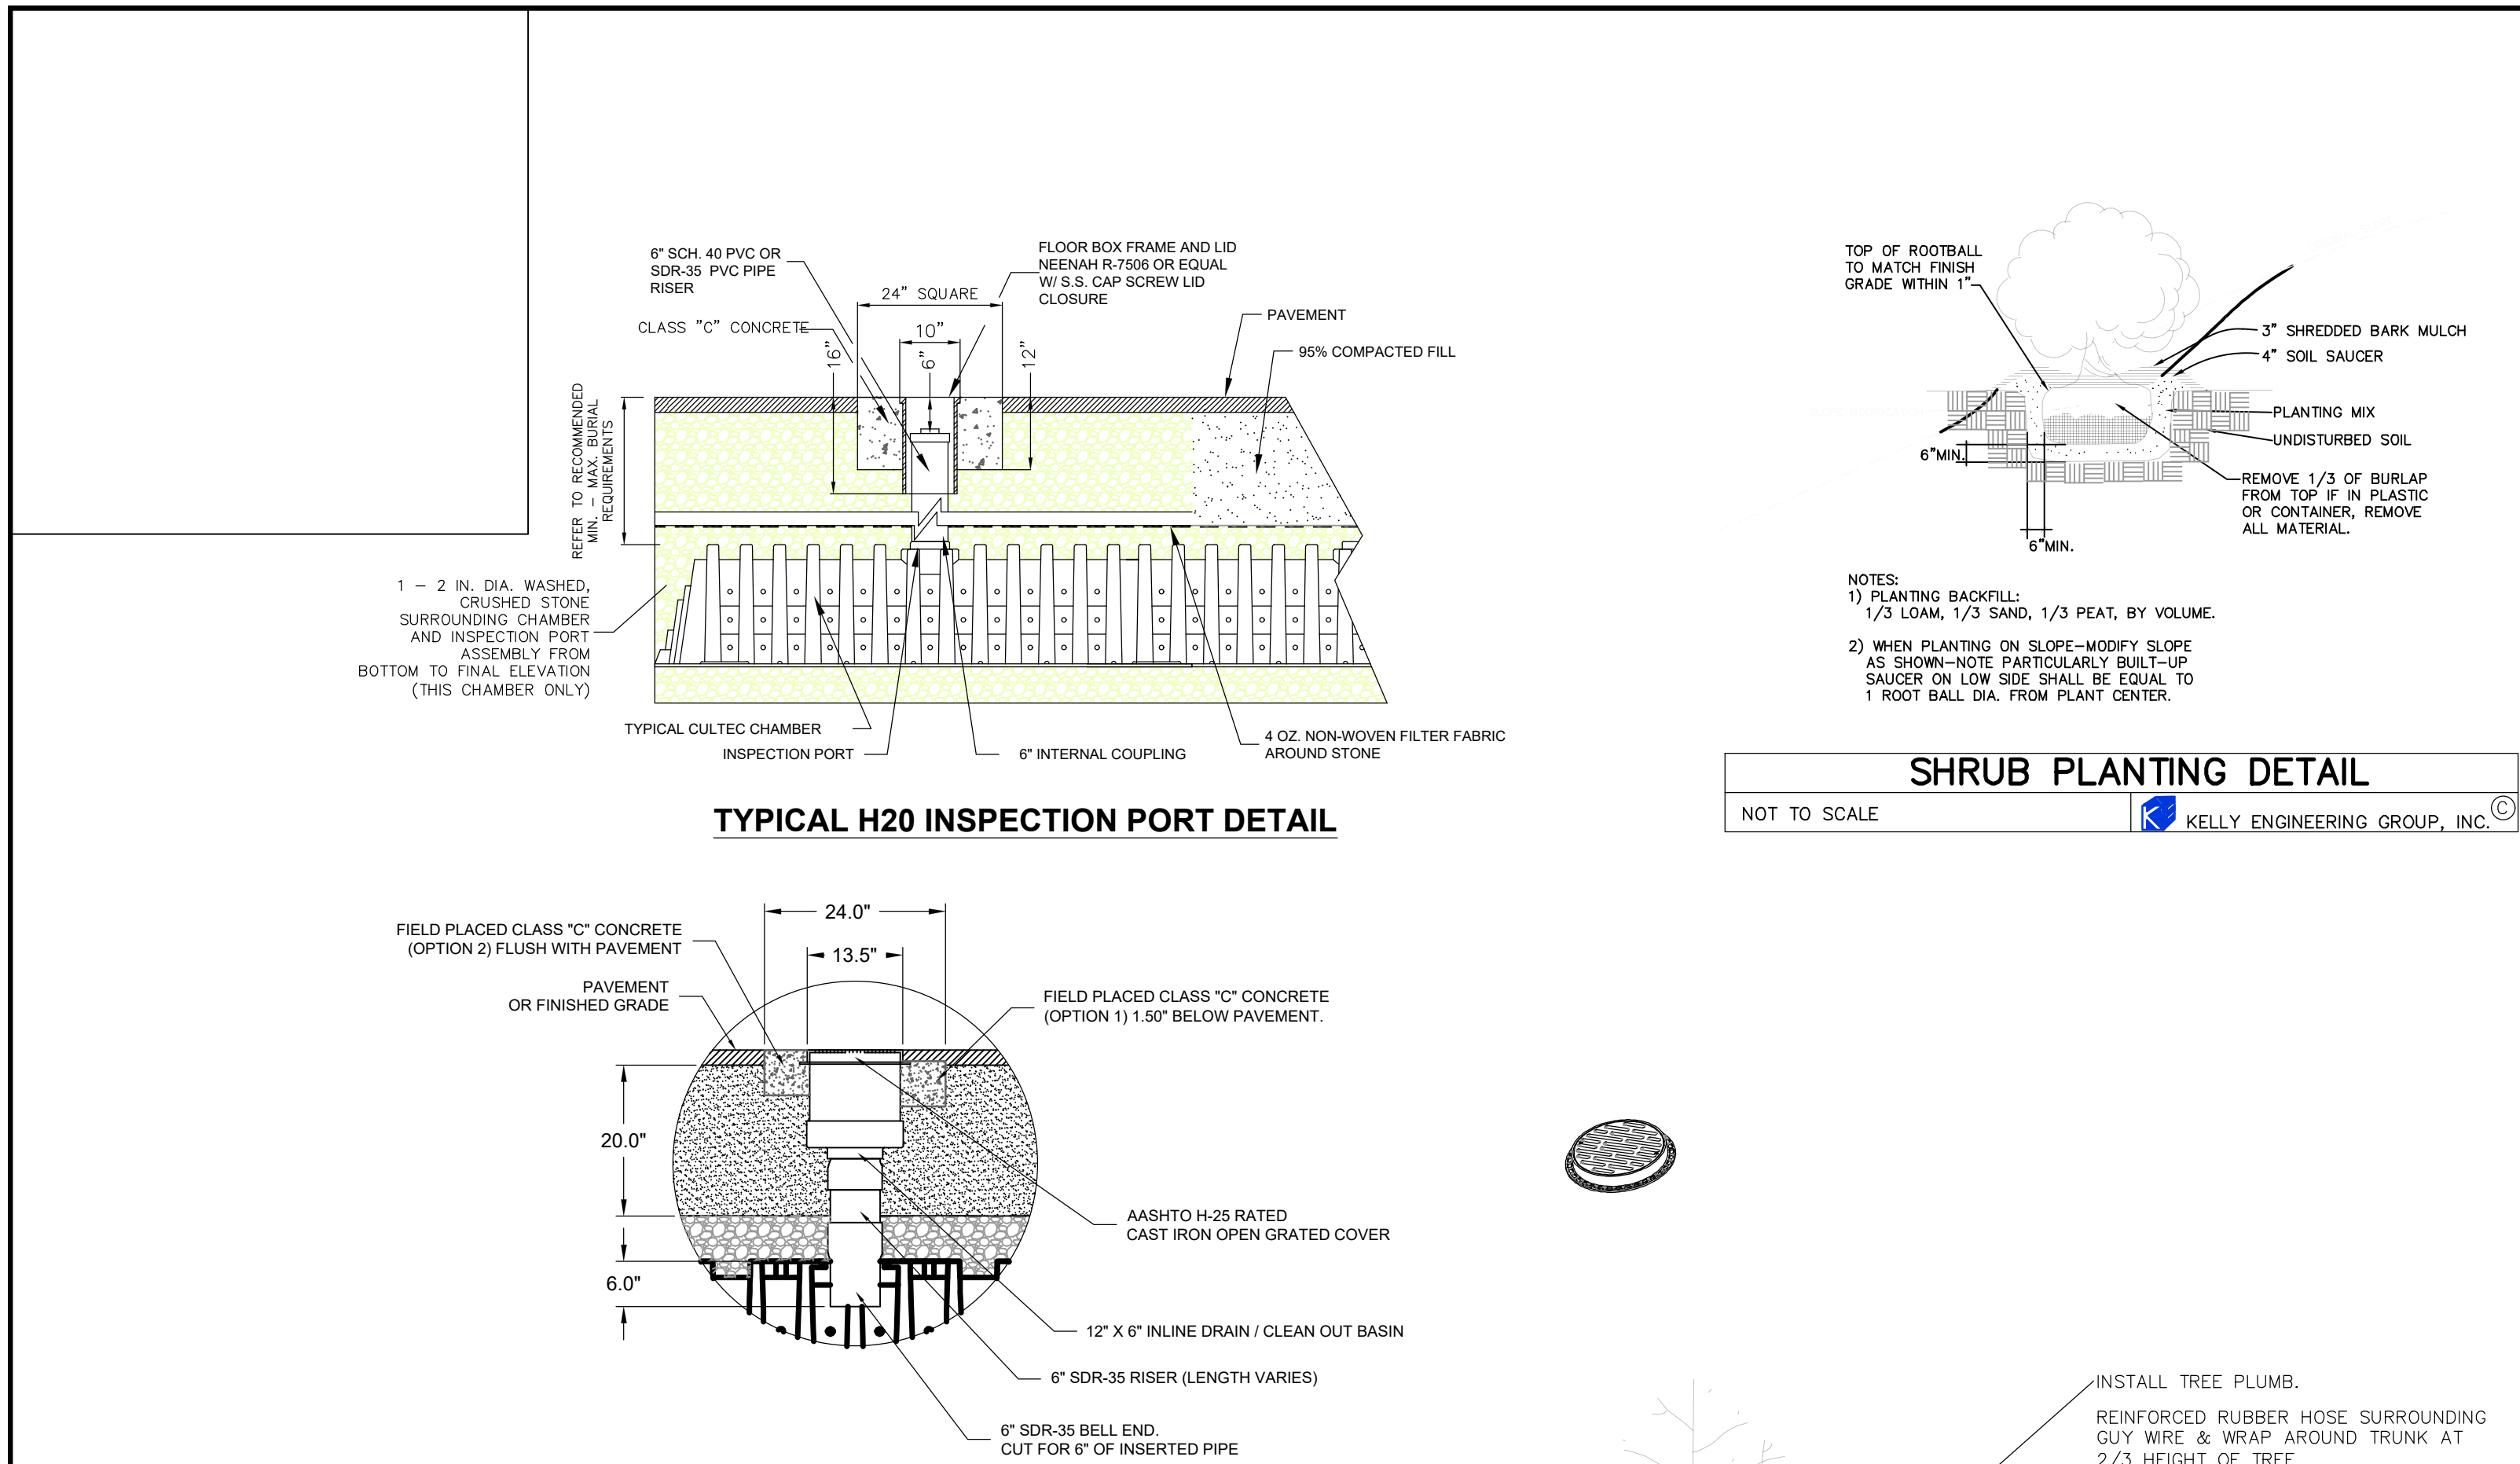 6" SCH. 40 PVC OR
SDR-35 PVC PIPE
RISER
CLASS "C" CONCRETE
24" SQUARE
10"
16"
6"
12"
FLOOR BOX FRAME AND LID
NEENAH R-7506 OR EQUAL
W/ S.S. CAP SCREW LID
CLOSURE
PAVEMENT
95% COMPACTED FILL
REFER TO RECOMMENDED
MIN. – MAX. BURIAL
REQUIREMENTS
1 – 2 IN. DIA. WASHED,
CRUSHED STONE
SURROUNDING CHAMBER
AND INSPECTION PORT
ASSEMBLY FROM
BOTTOM TO FINAL ELEVATION
(THIS CHAMBER ONLY)
TYPICAL CULTEC CHAMBER
INSPECTION PORT
6" INTERNAL COUPLING
4 OZ. NON-WOVEN FILTER FABRIC
AROUND STONE
TYPICAL H20 INSPECTION PORT DETAIL
TOP OF ROOTBALL
TO MATCH FINISH
GRADE WITHIN 1"
3" SHREDDED BARK MULCH
4" SOIL SAUCER
PLANTING MIX
UNDISTURBED SOIL
6"MIN.
REMOVE 1/3 OF BURLAP
FROM TOP IF IN PLASTIC
OR CONTAINER, REMOVE
ALL MATERIAL.
6"MIN.
NOTES:
1) PLANTING BACKFILL:
1/3 LOAM, 1/3 SAND, 1/3 PEAT, BY VOLUME.
2) WHEN PLANTING ON SLOPE–MODIFY SLOPE
AS SHOWN–NOTE PARTICULARLY BUILT–UP
SAUCER ON LOW SIDE SHALL BE EQUAL TO
1 ROOT BALL DIA. FROM PLANT CENTER.
SHRUB PLANTING DETAIL
NOT TO SCALE
K KELLY ENGINEERING GROUP, INC. ©
24.0"
13.5"
FIELD PLACED CLASS "C" CONCRETE
(OPTION 2) FLUSH WITH PAVEMENT
PAVEMENT
OR FINISHED GRADE
FIELD PLACED CLASS "C" CONCRETE
(OPTION 1) 1.50" BELOW PAVEMENT.
20.0"
6.0"
AASHTO H-25 RATED
CAST IRON OPEN GRATED COVER
12" X 6" INLINE DRAIN / CLEAN OUT BASIN
6" SDR-35 RISER (LENGTH VARIES)
6" SDR-35 BELL END.
CUT FOR 6" OF INSERTED PIPE
INSTALL TREE PLUMB.
REINFORCED RUBBER HOSE SURROUNDING
GUY WIRE & WRAP AROUND TRUNK AT
2/3 HEIGHT OF TREE